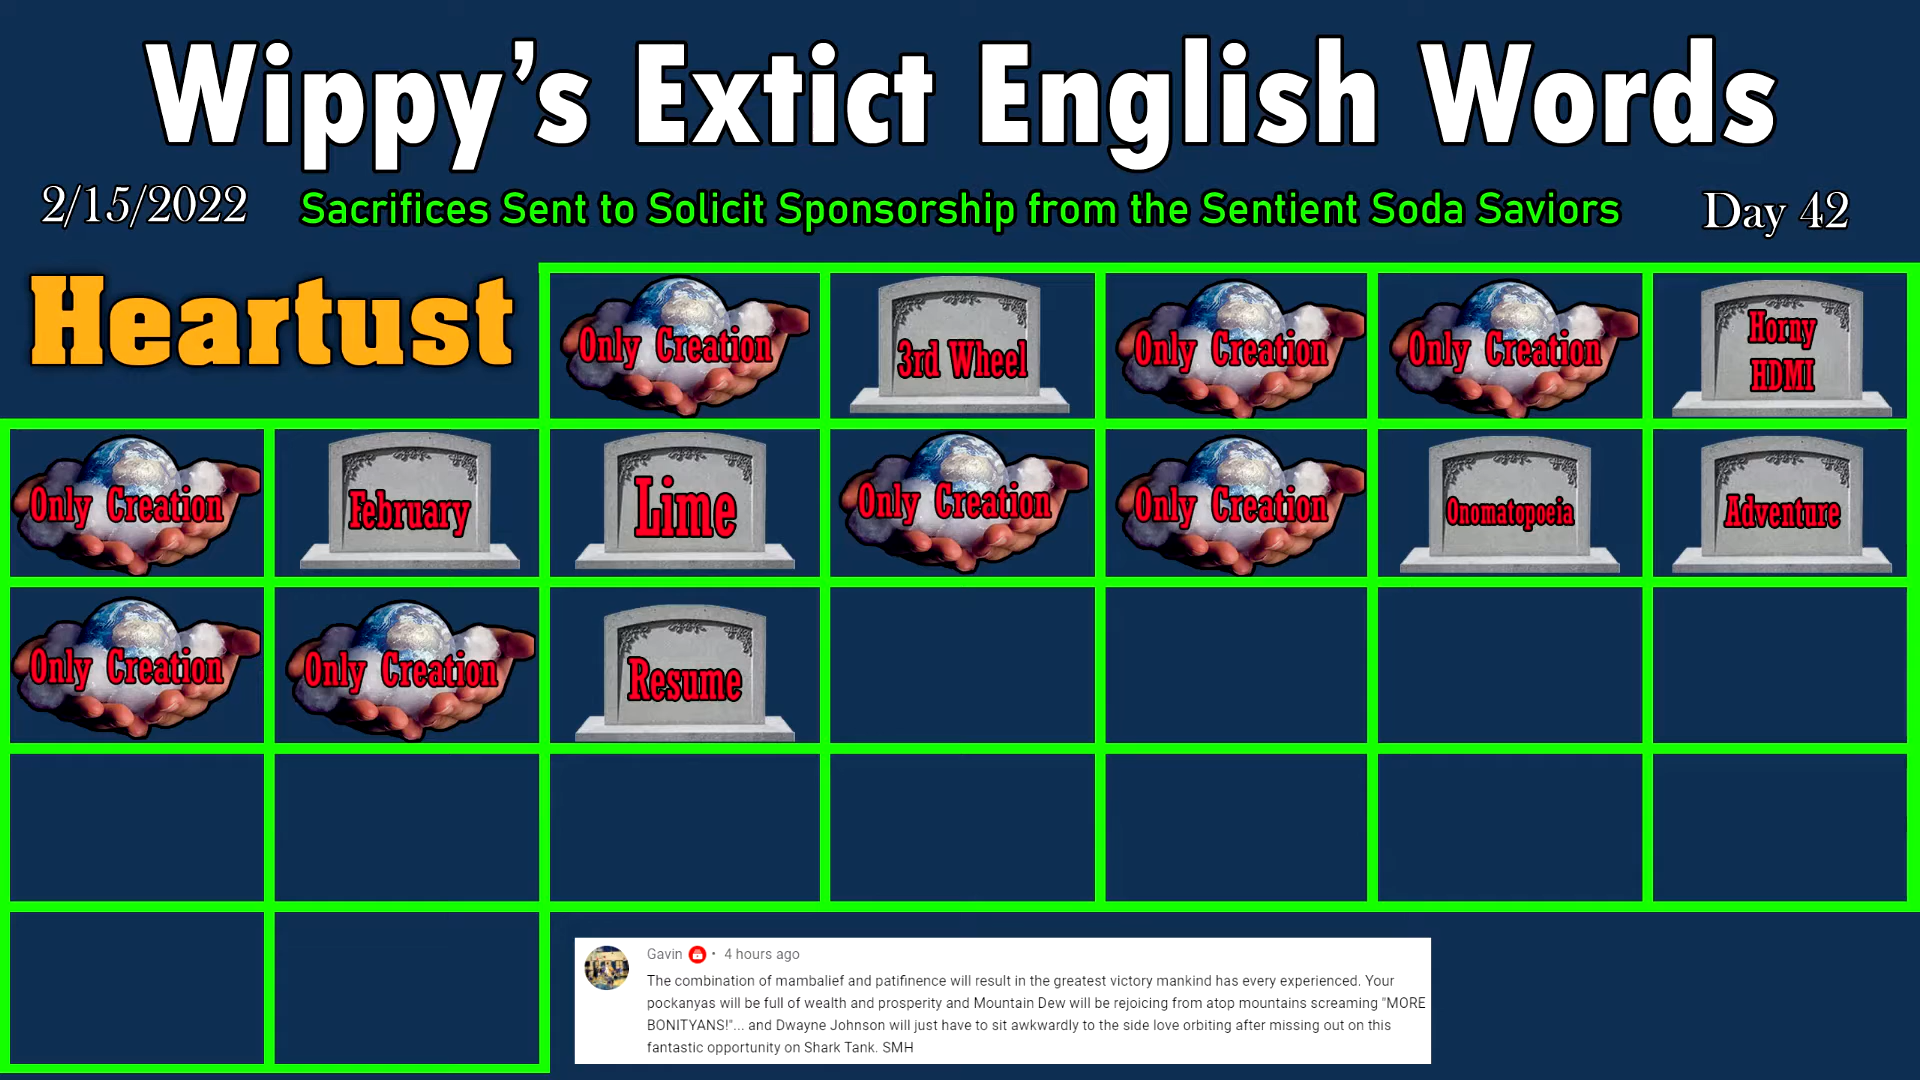 Wippy's Extict English Words
2/15/2022
Sacrifices Sent to Solicit Sponsorship from the Sentient Soda Saviors
Day 42
Heartust
Only Creation
3rd Wheel
Only Creation
Only Creation
Horny
HDMI
Only Creation
February
Lime
Only Creation
Only Creation
Onomatopoeia
Adventure
Only Creation
Only Creation
Resume
Gavin • 4 hours ago
The combination of mambalief and patifinence will result in the greatest victory mankind has every experienced. Your
pockanyas will be full of wealth and prosperity and Mountain Dew will be rejoicing from atop mountains screaming "MORE
BONITYANS!"... and Dwayne Johnson will just have to sit awkwardly to the side love orbiting after missing out on this
fantastic opportunity on Shark Tank. SMH